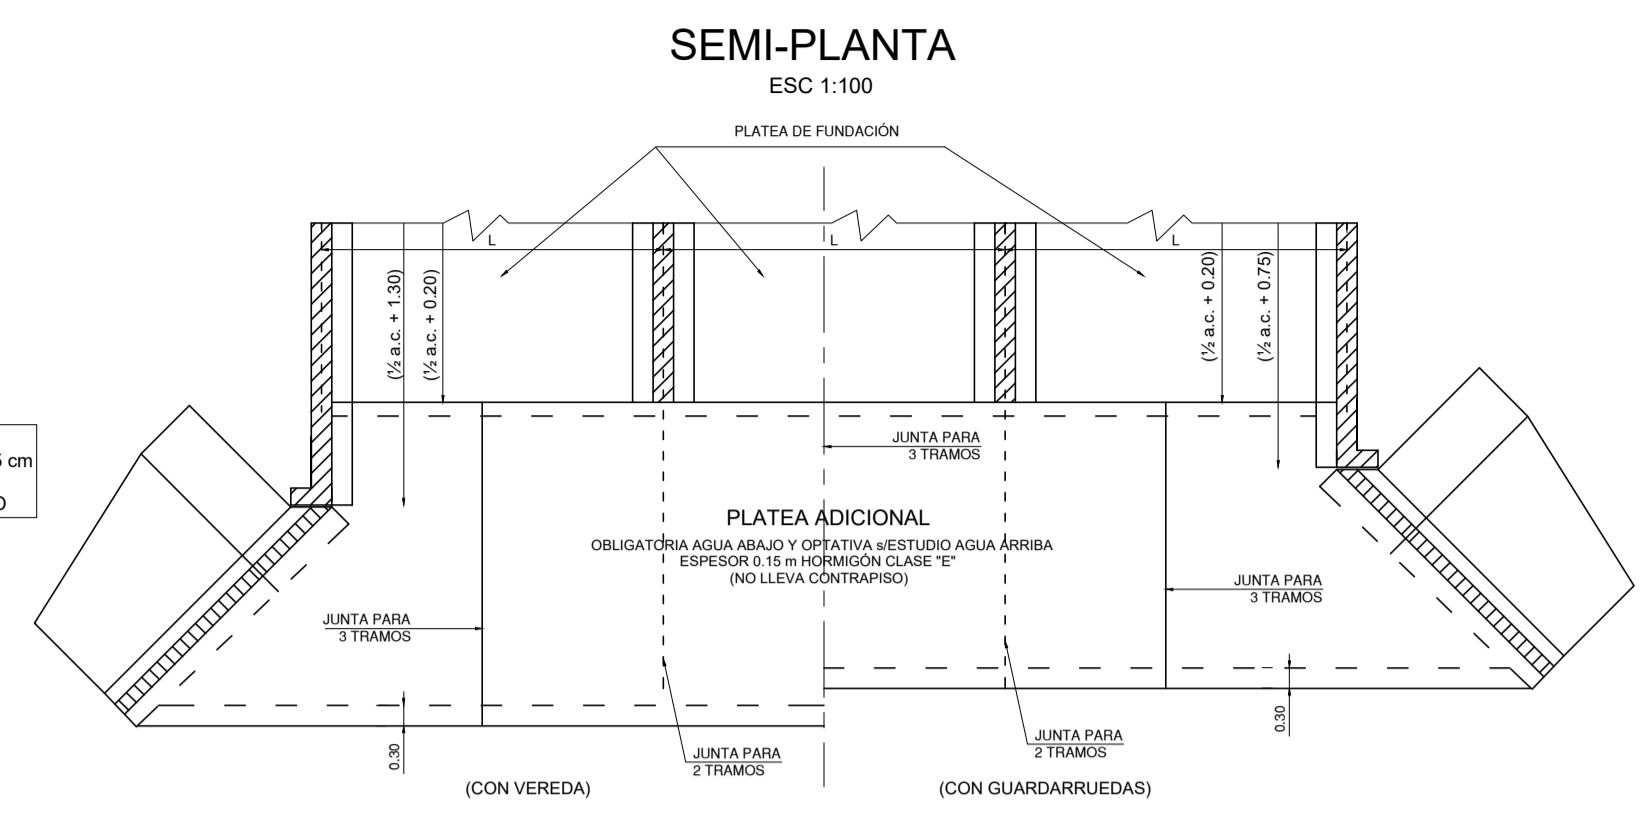 SEMI-PLANTA
ESC 1:100
PLATEA DE FUNDACIÓN
L
L
L
(½ a.c. + 1.30)
(½ a.c. + 0.20)
(½ a.c. + 0.20)
(½ a.c. + 0.75)
JUNTA PARA
3 TRAMOS
cm
PLATEA ADICIONAL
OBLIGATORIA AGUA ABAJO Y OPTATIVA s/ESTUDIO AGUA ARRIBA
ESPESOR 0.15 m HORMIGÓN CLASE "E"
(NO LLEVA CONTRAPISO)
JUNTA PARA
3 TRAMOS
JUNTA PARA
3 TRAMOS
0.30
0.30
JUNTA PARA
2 TRAMOS
JUNTA PARA
2 TRAMOS
(CON VEREDA)
(CON GUARDARRUEDAS)